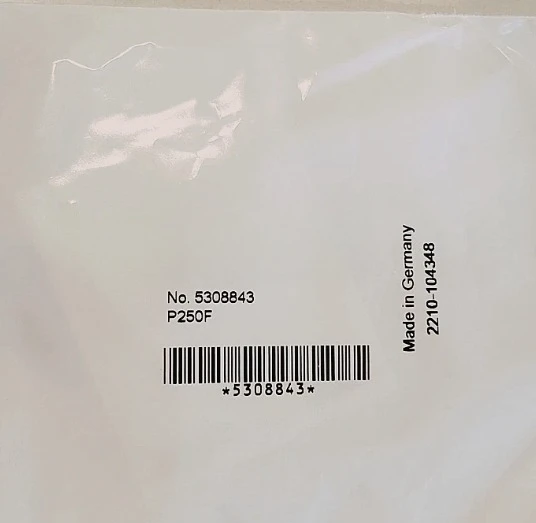 No. 5308843
P250F
*5308843*
Made in Germany
2210-104348